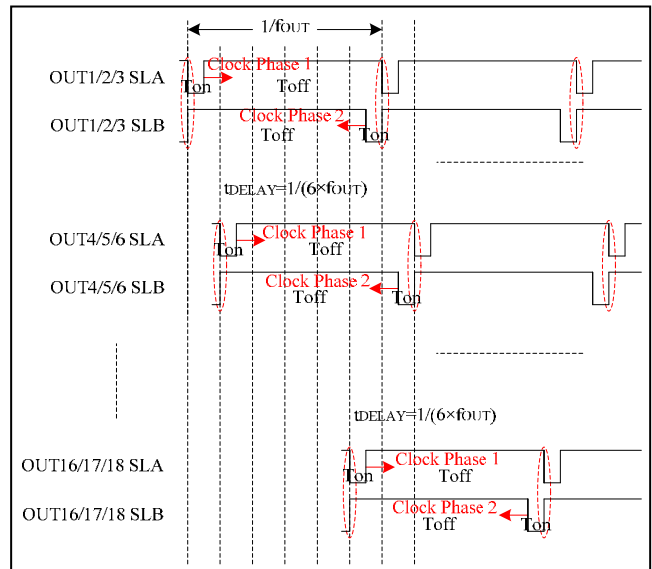 1/fOUT
OUT1/2/3 SLA
Clock Phase 1
Ton
Toff
OUT1/2/3 SLB
Clock Phase 2
Toff
Ton
tDELAY=1/(6×fOUT)
OUT4/5/6 SLA
Clock Phase 1
Ton
Toff
OUT4/5/6 SLB
Clock Phase 2
Toff
Ton
tDELAY=1/(6×fOUT)
OUT16/17/18 SLA
Clock Phase 1
Ton
Toff
OUT16/17/18 SLB
Clock Phase 2
Toff
Ton